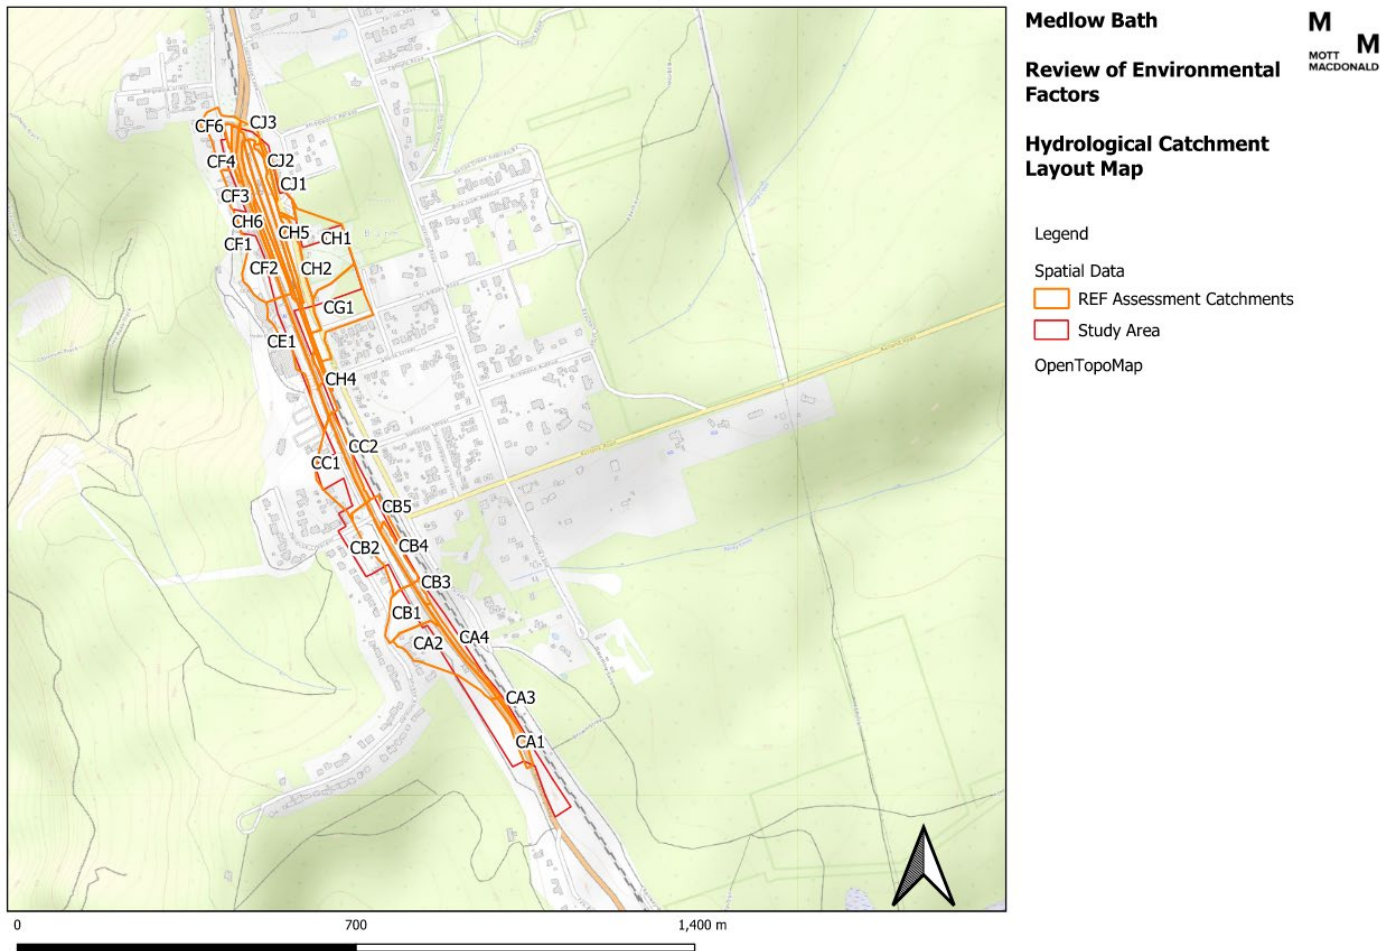 Medlow Bath
M
M
MOTT
MACDONALD
Review of Environmental
Factors
Hydrological Catchment
Layout Map
Legend
Spatial Data
REF Assessment Catchments
Study Area
OpenTopoMap
CF6
CJ3
CF4
CJ2
CJ1
CF3
CH6
CH5
CH1
CF1
CF2
CH2
CG1
CE1
CH4
CC2
CC1
CB5
CB2
CB4
CB3
CB1
CA2
CA4
CA3
CA1
0
700
1,400 m